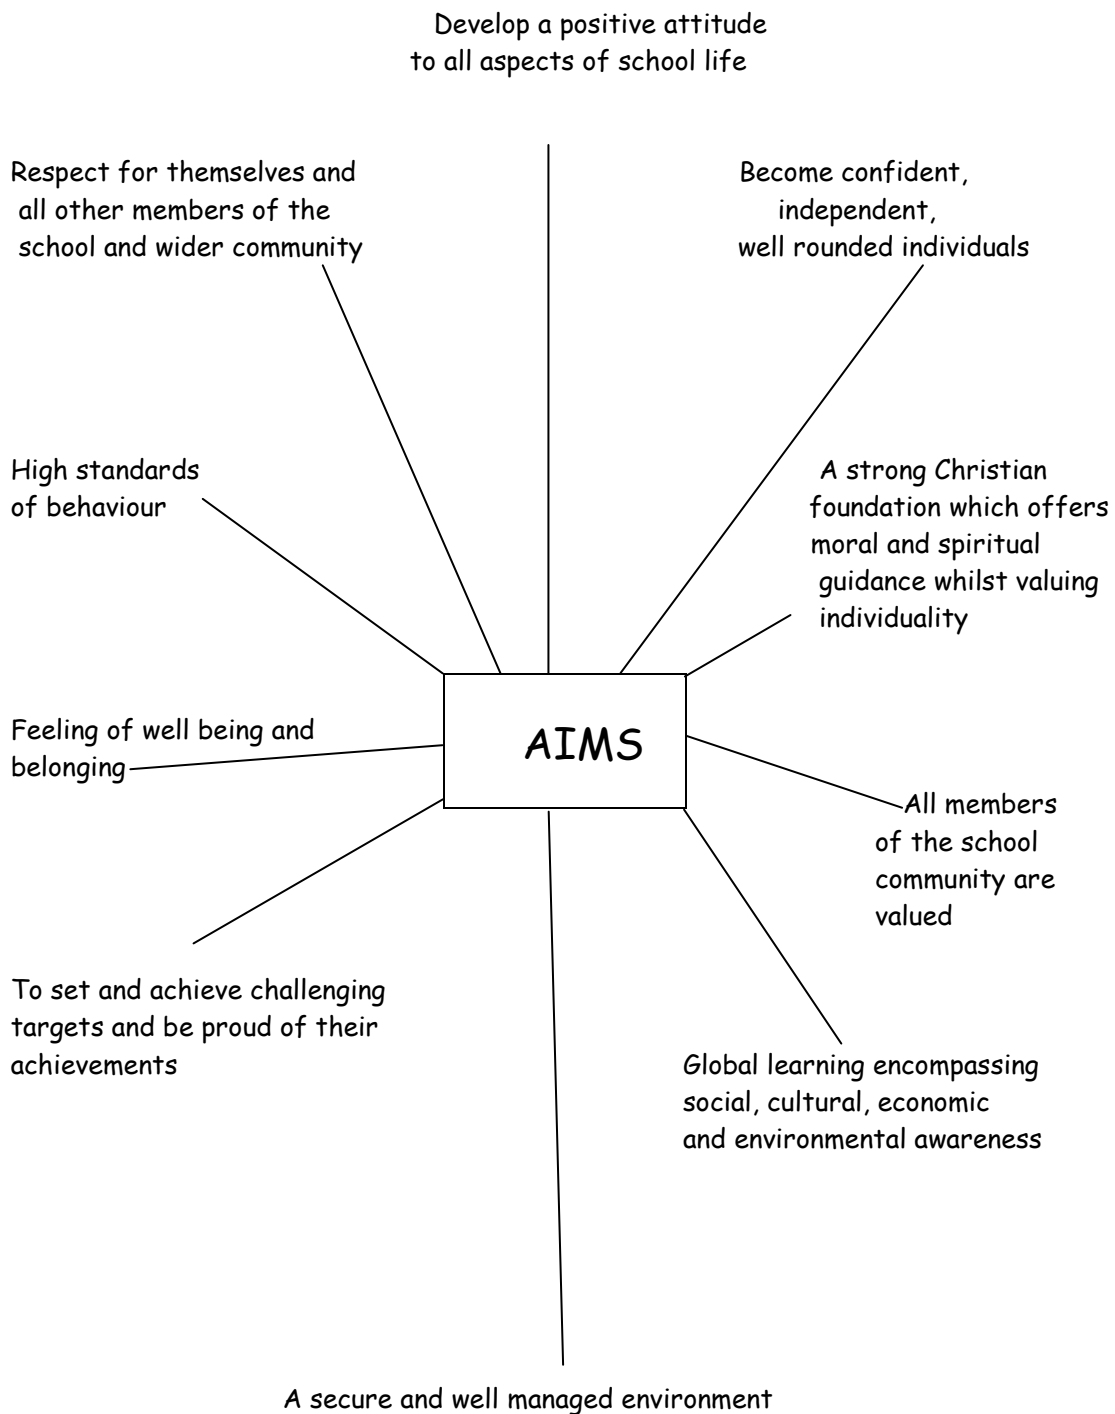 Develop a positive attitude
to all aspects of school life
Respect for themselves and
all other members of the
school and wider community
Become confident,
independent,
well rounded individuals
High standards
of behaviour
A strong Christian
foundation which offers
moral and spiritual
guidance whilst valuing
individuality
Feeling of well being and
belonging
AIMS
All members
of the school
community are
valued
To set and achieve challenging
targets and be proud of their
achievements
Global learning encompassing
social, cultural, economic
and environmental awareness
A secure and well managed environment